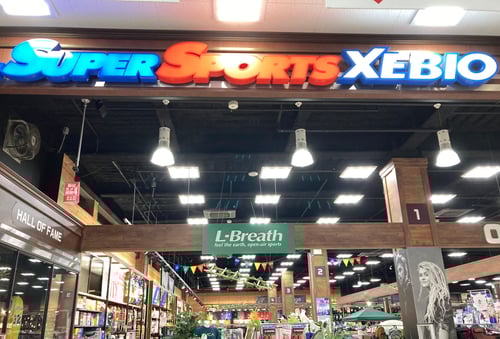 SUPER SPORTS XEBIO
HALL OF FAME
L-Breath
feel the earth, open-air sports
1
2